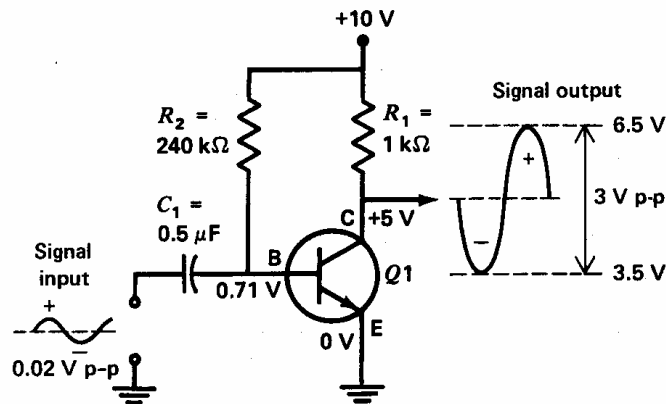 +10 V
Signal output
R₂ =
240 kΩ
R₁ =
1 kΩ
6.5 V
+
3 V p-p
−
3.5 V
C₁ =
0.5 μF
C
+5 V
B
0.71 V
Q1
E
0 V
Signal
input
+
−
0.02 V p-p